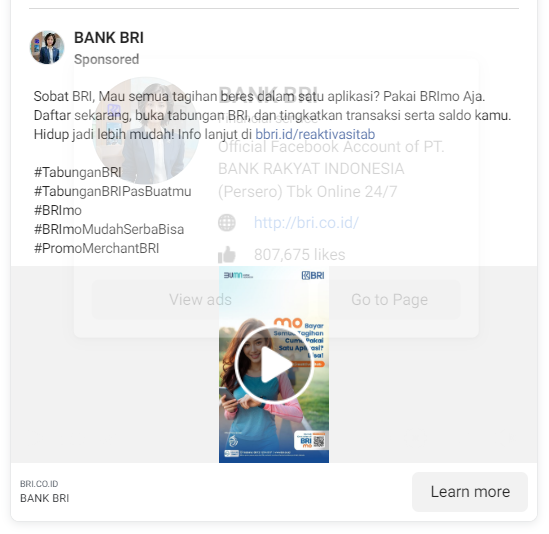 BANK BRI
Sponsored
Sobat BRI, Mau semua tagihan beres dalam satu aplikasi? Pakai BRImo Aja.
Daftar sekarang, buka tabungan BRI, dan tingkatkan transaksi serta saldo kamu.
Hidup jadi lebih mudah! Info lanjut di bbri.id/reaktivasitab
#TabunganBRI
#TabunganBRIPasBuatmu
#BRImo
#BRImoMudahSerbaBisa
#PromoMerchantBRI
BANK BRI
Official Facebook Account of PT.
BANK RAKYAT INDONESIA
(Persero) Tbk Online 24/7
http://bri.co.id/
807,675 likes
View ads
Go to Page
BUMN
BRI
mo Bayar
Semua Tagihan
Cuma Pakai
Satu Aplikasi?
Bisa!
BRI
mo
BRI.CO.ID
BANK BRI
Learn more